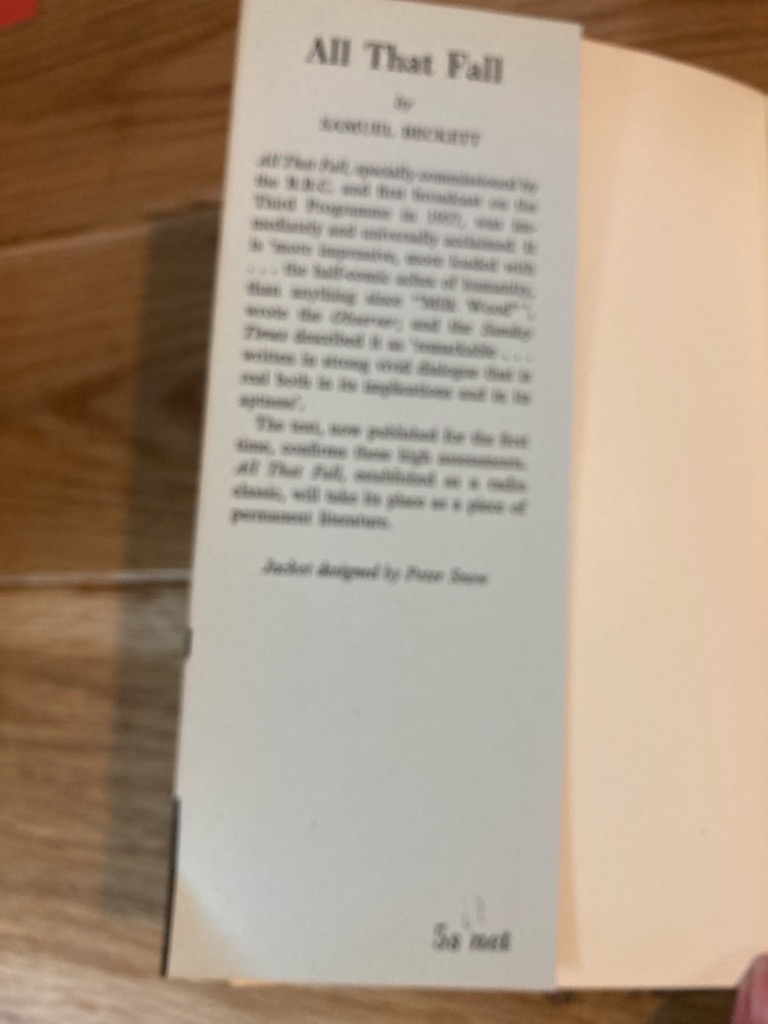 All That Fall
by
SAMUEL BECKETT
All That Fall, specially commissioned by
the B.B.C. and first broadcast on the
Third Programme in 1957, was im-
mediately and universally acclaimed. It
is 'more impressive, more loaded with
. . . the half-comic aches of humanity,
than anything since "Milk Wood"',
wrote the Observer; and the Sunday
Times described it as 'remarkable . . .
written in strong vivid dialogue that is
real both in its implications and in its
aptness'.
The text, now published for the first
time, confirms these high assessments.
All That Fall, established as a radio
classic, will take its place as a piece of
permanent literature.
Jacket designed by Peter Snow
5s net